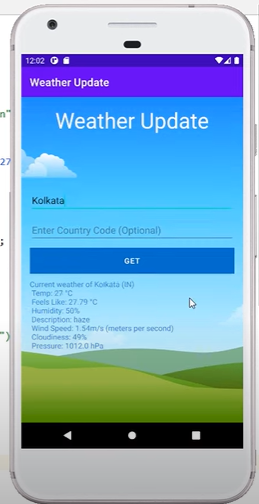 12:02
Weather Update
Weather Update
Kolkata
Enter Country Code (Optional)
GET
Current weather of Kolkata (IN)
Temp: 27 °C
Feels Like: 27.79 °C
Humidity: 50%
Description: haze
Wind Speed: 1.54m/s (meters per second)
Cloudiness: 49%
Pressure: 1012.0 hPa
n"
27
;
")